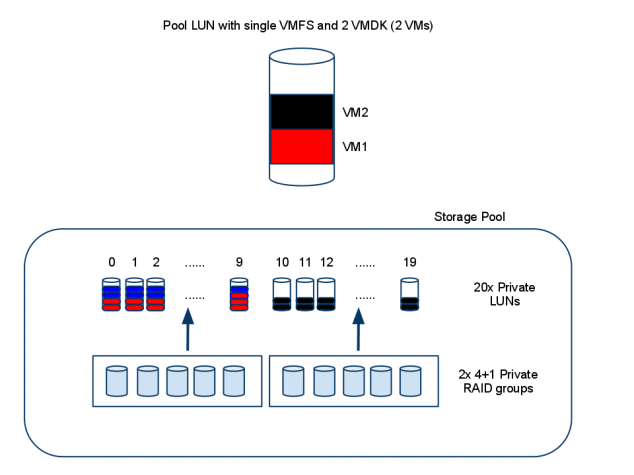 Pool LUN with single VMFS and 2 VMDK (2 VMs)
VM2
VM1
Storage Pool
0 1 2 ...... 9 10 11 12 ...... 19
...... ......
20x Private
LUNs
2x 4+1 Private
RAID groups